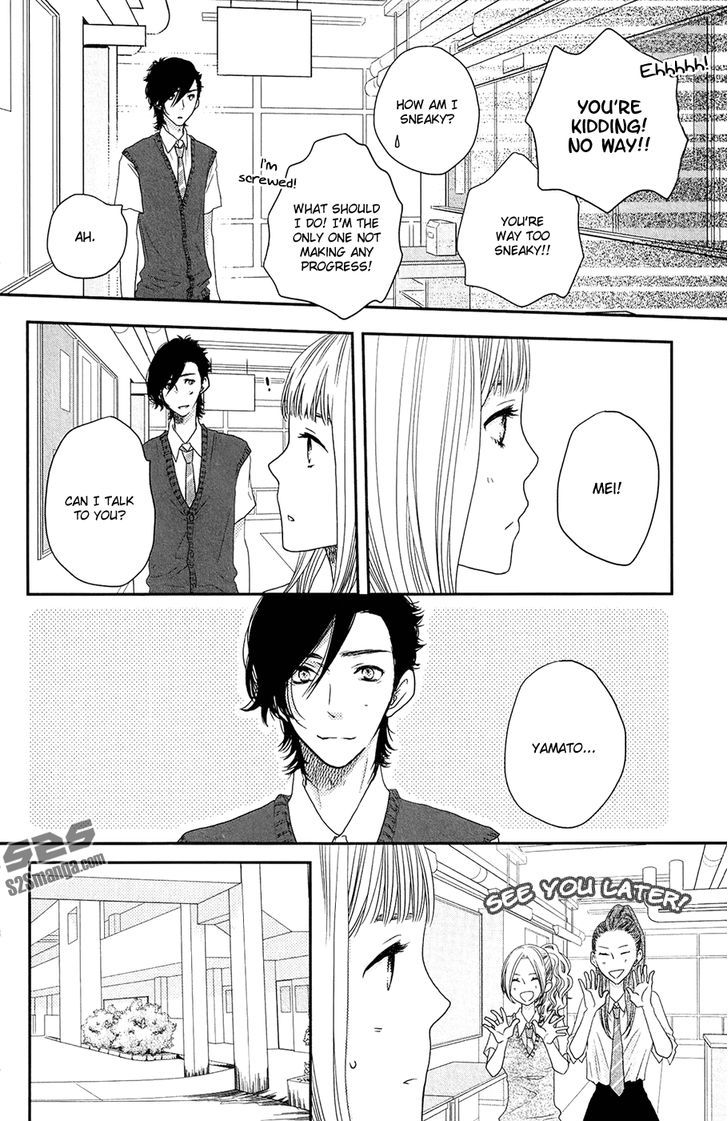 Ehhhhh!
YOU'RE
KIDDING!
NO WAY!!
YOU'RE
WAY TOO
SNEAKY!!
HOW AM I
SNEAKY?
I'm
screwed!
WHAT SHOULD
I DO! I'M THE
ONLY ONE NOT
MAKING ANY
PROGRESS!
AH.
MEI!
CAN I TALK
TO YOU?
YAMATO...
SEE YOU LATER!
S2S
S2Smanga.com